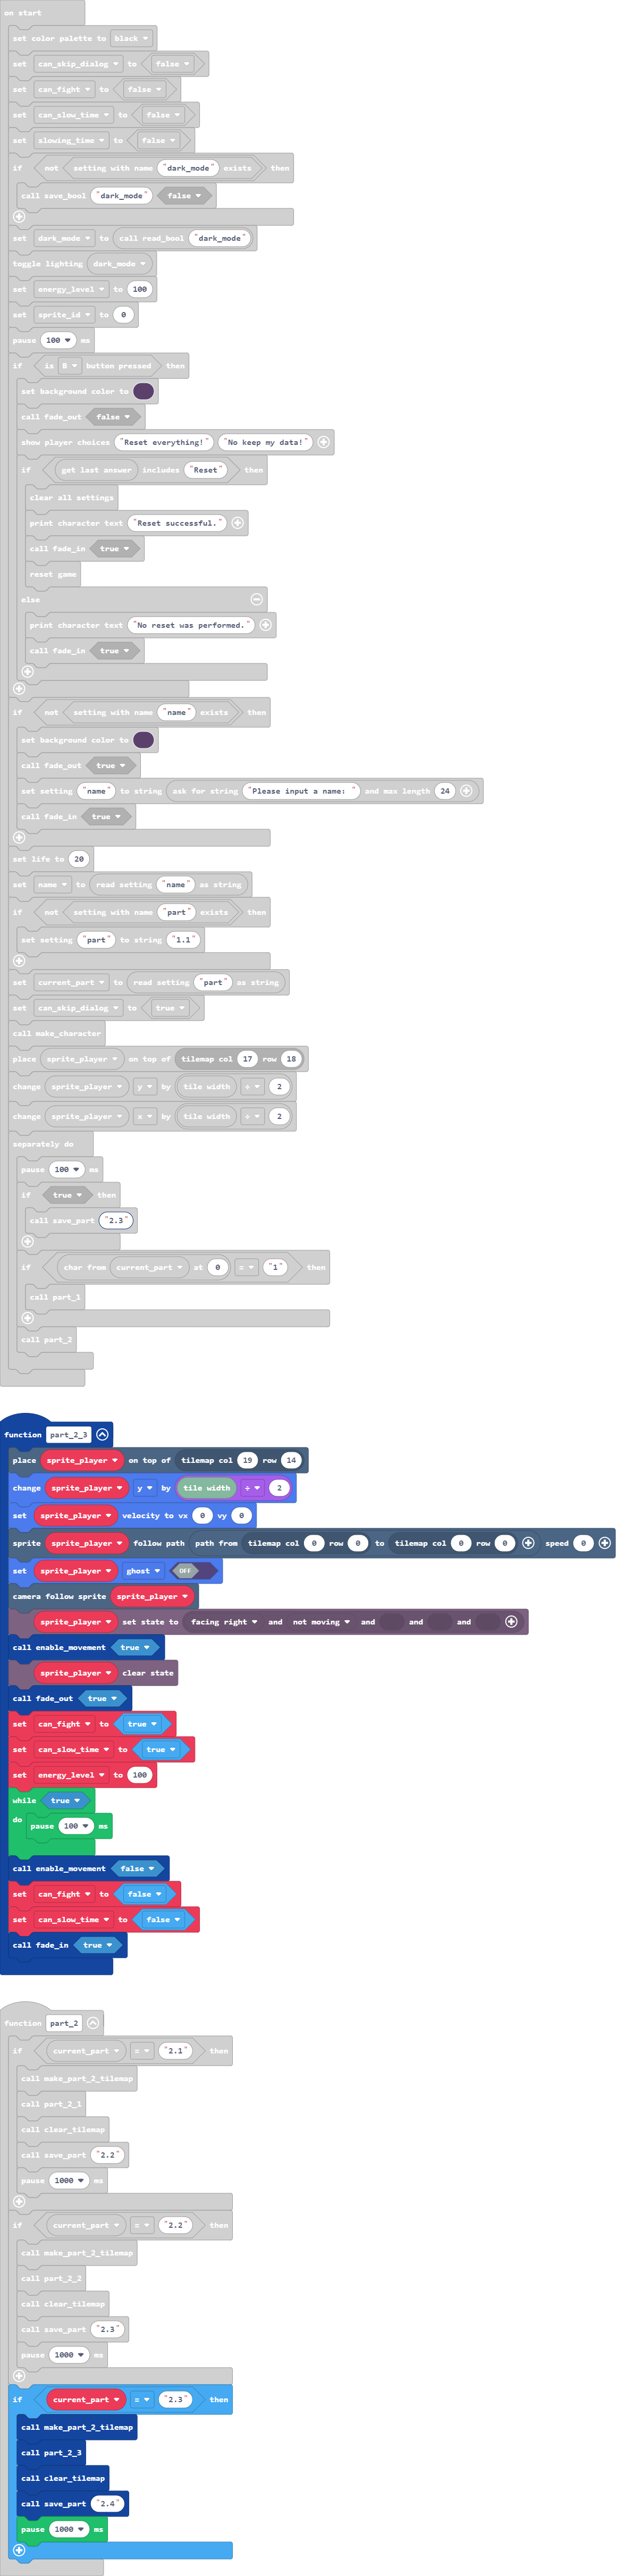 on start
set color palette to black
set can_skip_dialog to false
set can_fight to false
set can_slow_time to false
set slowing_time to false
if not setting with name "dark_mode" exists then
call save_bool "dark_mode" false
set dark_mode to call read_bool "dark_mode"
toggle lighting dark_mode
set energy_level to 100
set sprite_id to 0
pause 100 ms
if is B button pressed then
set background color to
call fade_out false
show player choices "Reset everything!" "No keep my data!"
if get last answer includes "Reset" then
clear all settings
print character text "Reset successful."
call fade_in true
reset game
else
print character text "No reset was performed."
call fade_in true
if not setting with name "name" exists then
set background color to
call fade_out true
set setting "name" to string ask for string "Please input a name: " and max length 24
call fade_in true
set life to 20
set name to read setting "name" as string
if not setting with name "part" exists then
set setting "part" to string "1.1"
set current_part to read setting "part" as string
set can_skip_dialog to true
call make_character
place sprite_player on top of tilemap col 17 row 18
change sprite_player y by tile width ÷ 2
change sprite_player x by tile width ÷ 2
separately do
pause 100 ms
if true then
call save_part "2.3"
if char from current_part at 0 = "1" then
call part_1
call part_2
function part_2_3
place sprite_player on top of tilemap col 19 row 14
change sprite_player y by tile width ÷ 2
set sprite_player velocity to vx 0 vy 0
sprite sprite_player follow path path from tilemap col 0 row 0 to tilemap col 0 row 0 speed 0
set sprite_player ghost OFF
camera follow sprite sprite_player
sprite_player set state to facing right and not moving and and and
call enable_movement true
sprite_player clear state
call fade_out true
set can_fight to true
set can_slow_time to true
set energy_level to 100
while true
do pause 100 ms
call enable_movement false
set can_fight to false
set can_slow_time to false
call fade_in true
function part_2
if current_part = "2.1" then
call make_part_2_tilemap
call part_2_1
call clear_tilemap
call save_part "2.2"
pause 1000 ms
if current_part = "2.2" then
call make_part_2_tilemap
call part_2_2
call clear_tilemap
call save_part "2.3"
pause 1000 ms
if current_part = "2.3" then
call make_part_2_tilemap
call part_2_3
call clear_tilemap
call save_part "2.4"
pause 1000 ms